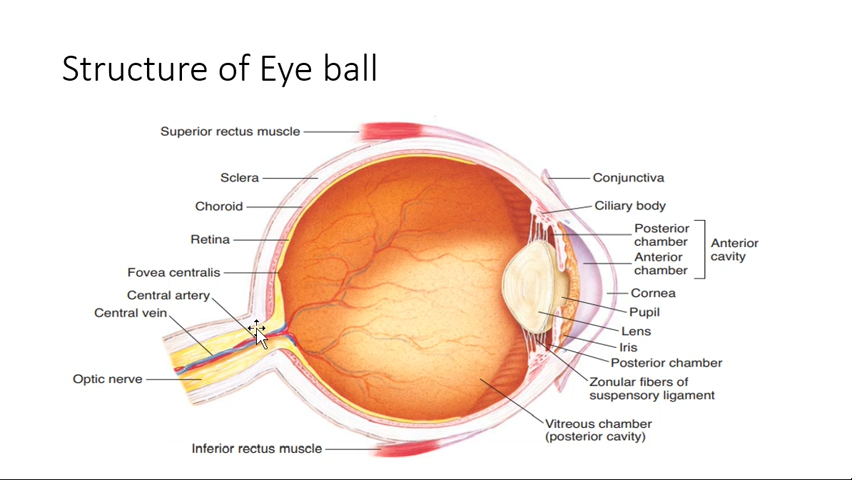 Structure of Eye ball
Superior rectus muscle
Sclera
Choroid
Retina
Fovea centralis
Central artery
Central vein
Optic nerve
Inferior rectus muscle
Conjunctiva
Ciliary body
Posterior
chamber
Anterior
chamber
Anterior
cavity
Cornea
Pupil
Lens
Iris
Posterior chamber
Zonular fibers of
suspensory ligament
Vitreous chamber
(posterior cavity)